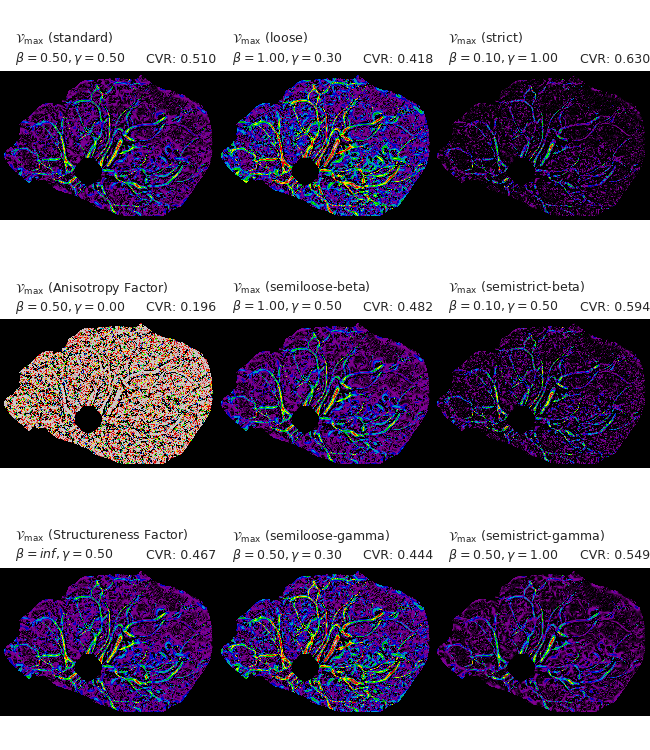 𝒱max (standard)
β = 0.50, γ = 0.50 CVR: 0.510
𝒱max (loose)
β = 1.00, γ = 0.30 CVR: 0.418
𝒱max (strict)
β = 0.10, γ = 1.00 CVR: 0.630
𝒱max (Anisotropy Factor)
β = 0.50, γ = 0.00 CVR: 0.196
𝒱max (semiloose-beta)
β = 1.00, γ = 0.50 CVR: 0.482
𝒱max (semistrict-beta)
β = 0.10, γ = 0.50 CVR: 0.594
𝒱max (Structureness Factor)
β = inf, γ = 0.50 CVR: 0.467
𝒱max (semiloose-gamma)
β = 0.50, γ = 0.30 CVR: 0.444
𝒱max (semistrict-gamma)
β = 0.50, γ = 1.00 CVR: 0.549